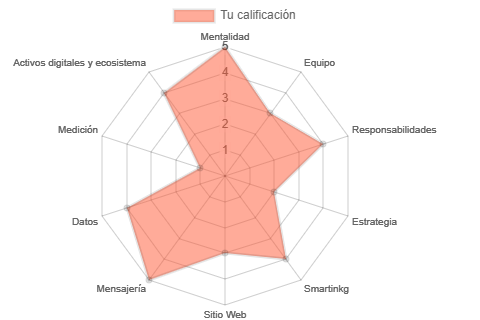 Tu calificación
Mentalidad
5
Activos digitales y ecosistema
Equipo
4
3
Medición
Responsabilidades
2
1
Datos
Estrategia
Mensajería
Smartinkg
Sitio Web